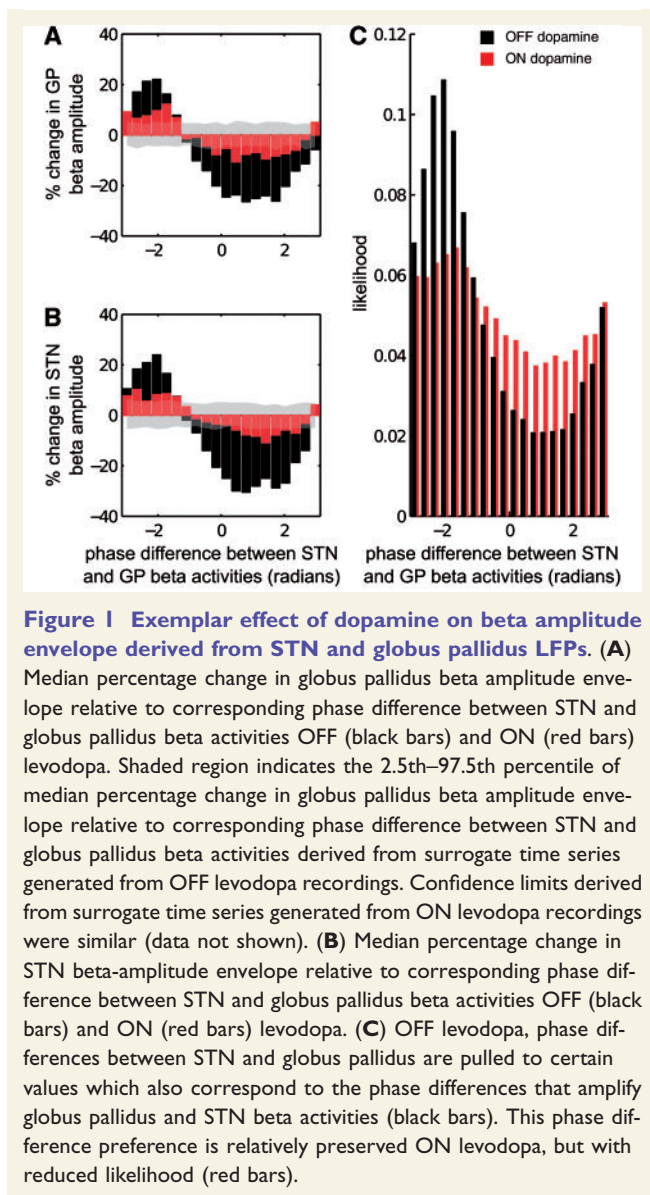 A
C
OFF dopamine
ON dopamine
% change in GP
beta amplitude
40
20
0
−20
−40
−2
0
2
B
% change in STN
beta amplitude
40
20
0
−20
−40
−2
0
2
phase difference between STN
and GP beta activities (radians)
likelihood
0.12
0.1
0.08
0.06
0.04
0.02
0
−2
0
2
phase difference between STN
and GP beta activities (radians)
Figure 1 Exemplar effect of dopamine on beta amplitude
envelope derived from STN and globus pallidus LFPs. (A)
Median percentage change in globus pallidus beta amplitude enve-
lope relative to corresponding phase difference between STN and
globus pallidus beta activities OFF (black bars) and ON (red bars)
levodopa. Shaded region indicates the 2.5th–97.5th percentile of
median percentage change in globus pallidus beta amplitude enve-
lope relative to corresponding phase difference between STN and
globus pallidus beta activities derived from surrogate time series
generated from OFF levodopa recordings. Confidence limits derived
from surrogate time series generated from ON levodopa recordings
were similar (data not shown). (B) Median percentage change in
STN beta-amplitude envelope relative to corresponding phase dif-
ference between STN and globus pallidus beta activities OFF (black
bars) and ON (red bars) levodopa. (C) OFF levodopa, phase dif-
ferences between STN and globus pallidus are pulled to certain
values which also correspond to the phase differences that amplify
globus pallidus and STN beta activities (black bars). This phase dif-
ference preference is relatively preserved ON levodopa, but with
reduced likelihood (red bars).